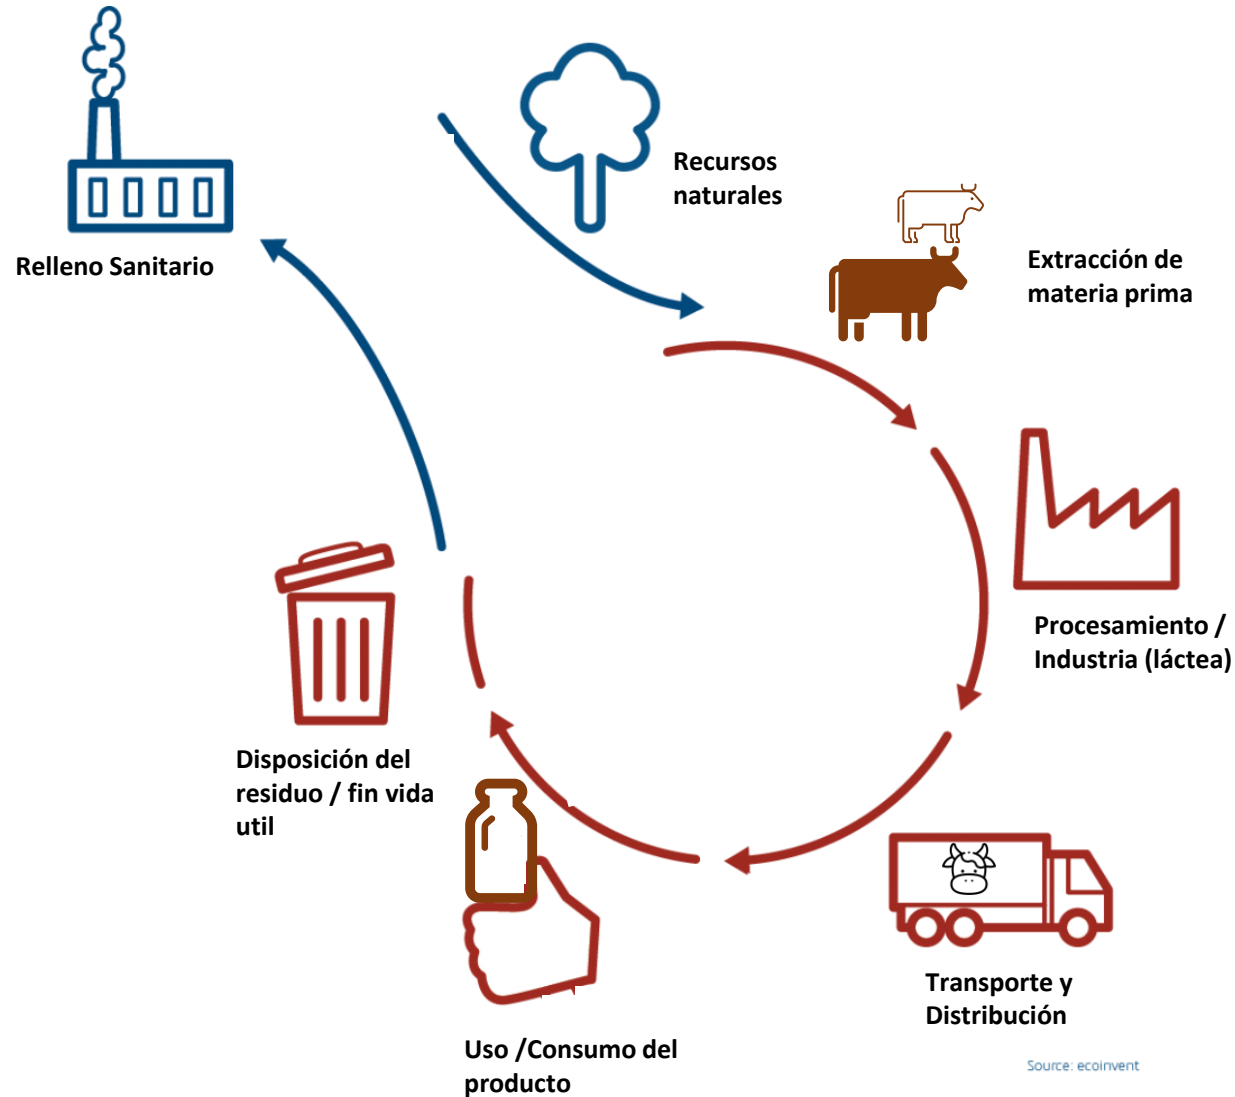 Recursos
naturales
Extracción de
materia prima
Relleno Sanitario
Procesamiento /
Industria (láctea)
Disposición del
residuo / fin vida
util
Transporte y
Distribución
Uso /Consumo del
producto
Source: ecoinvent